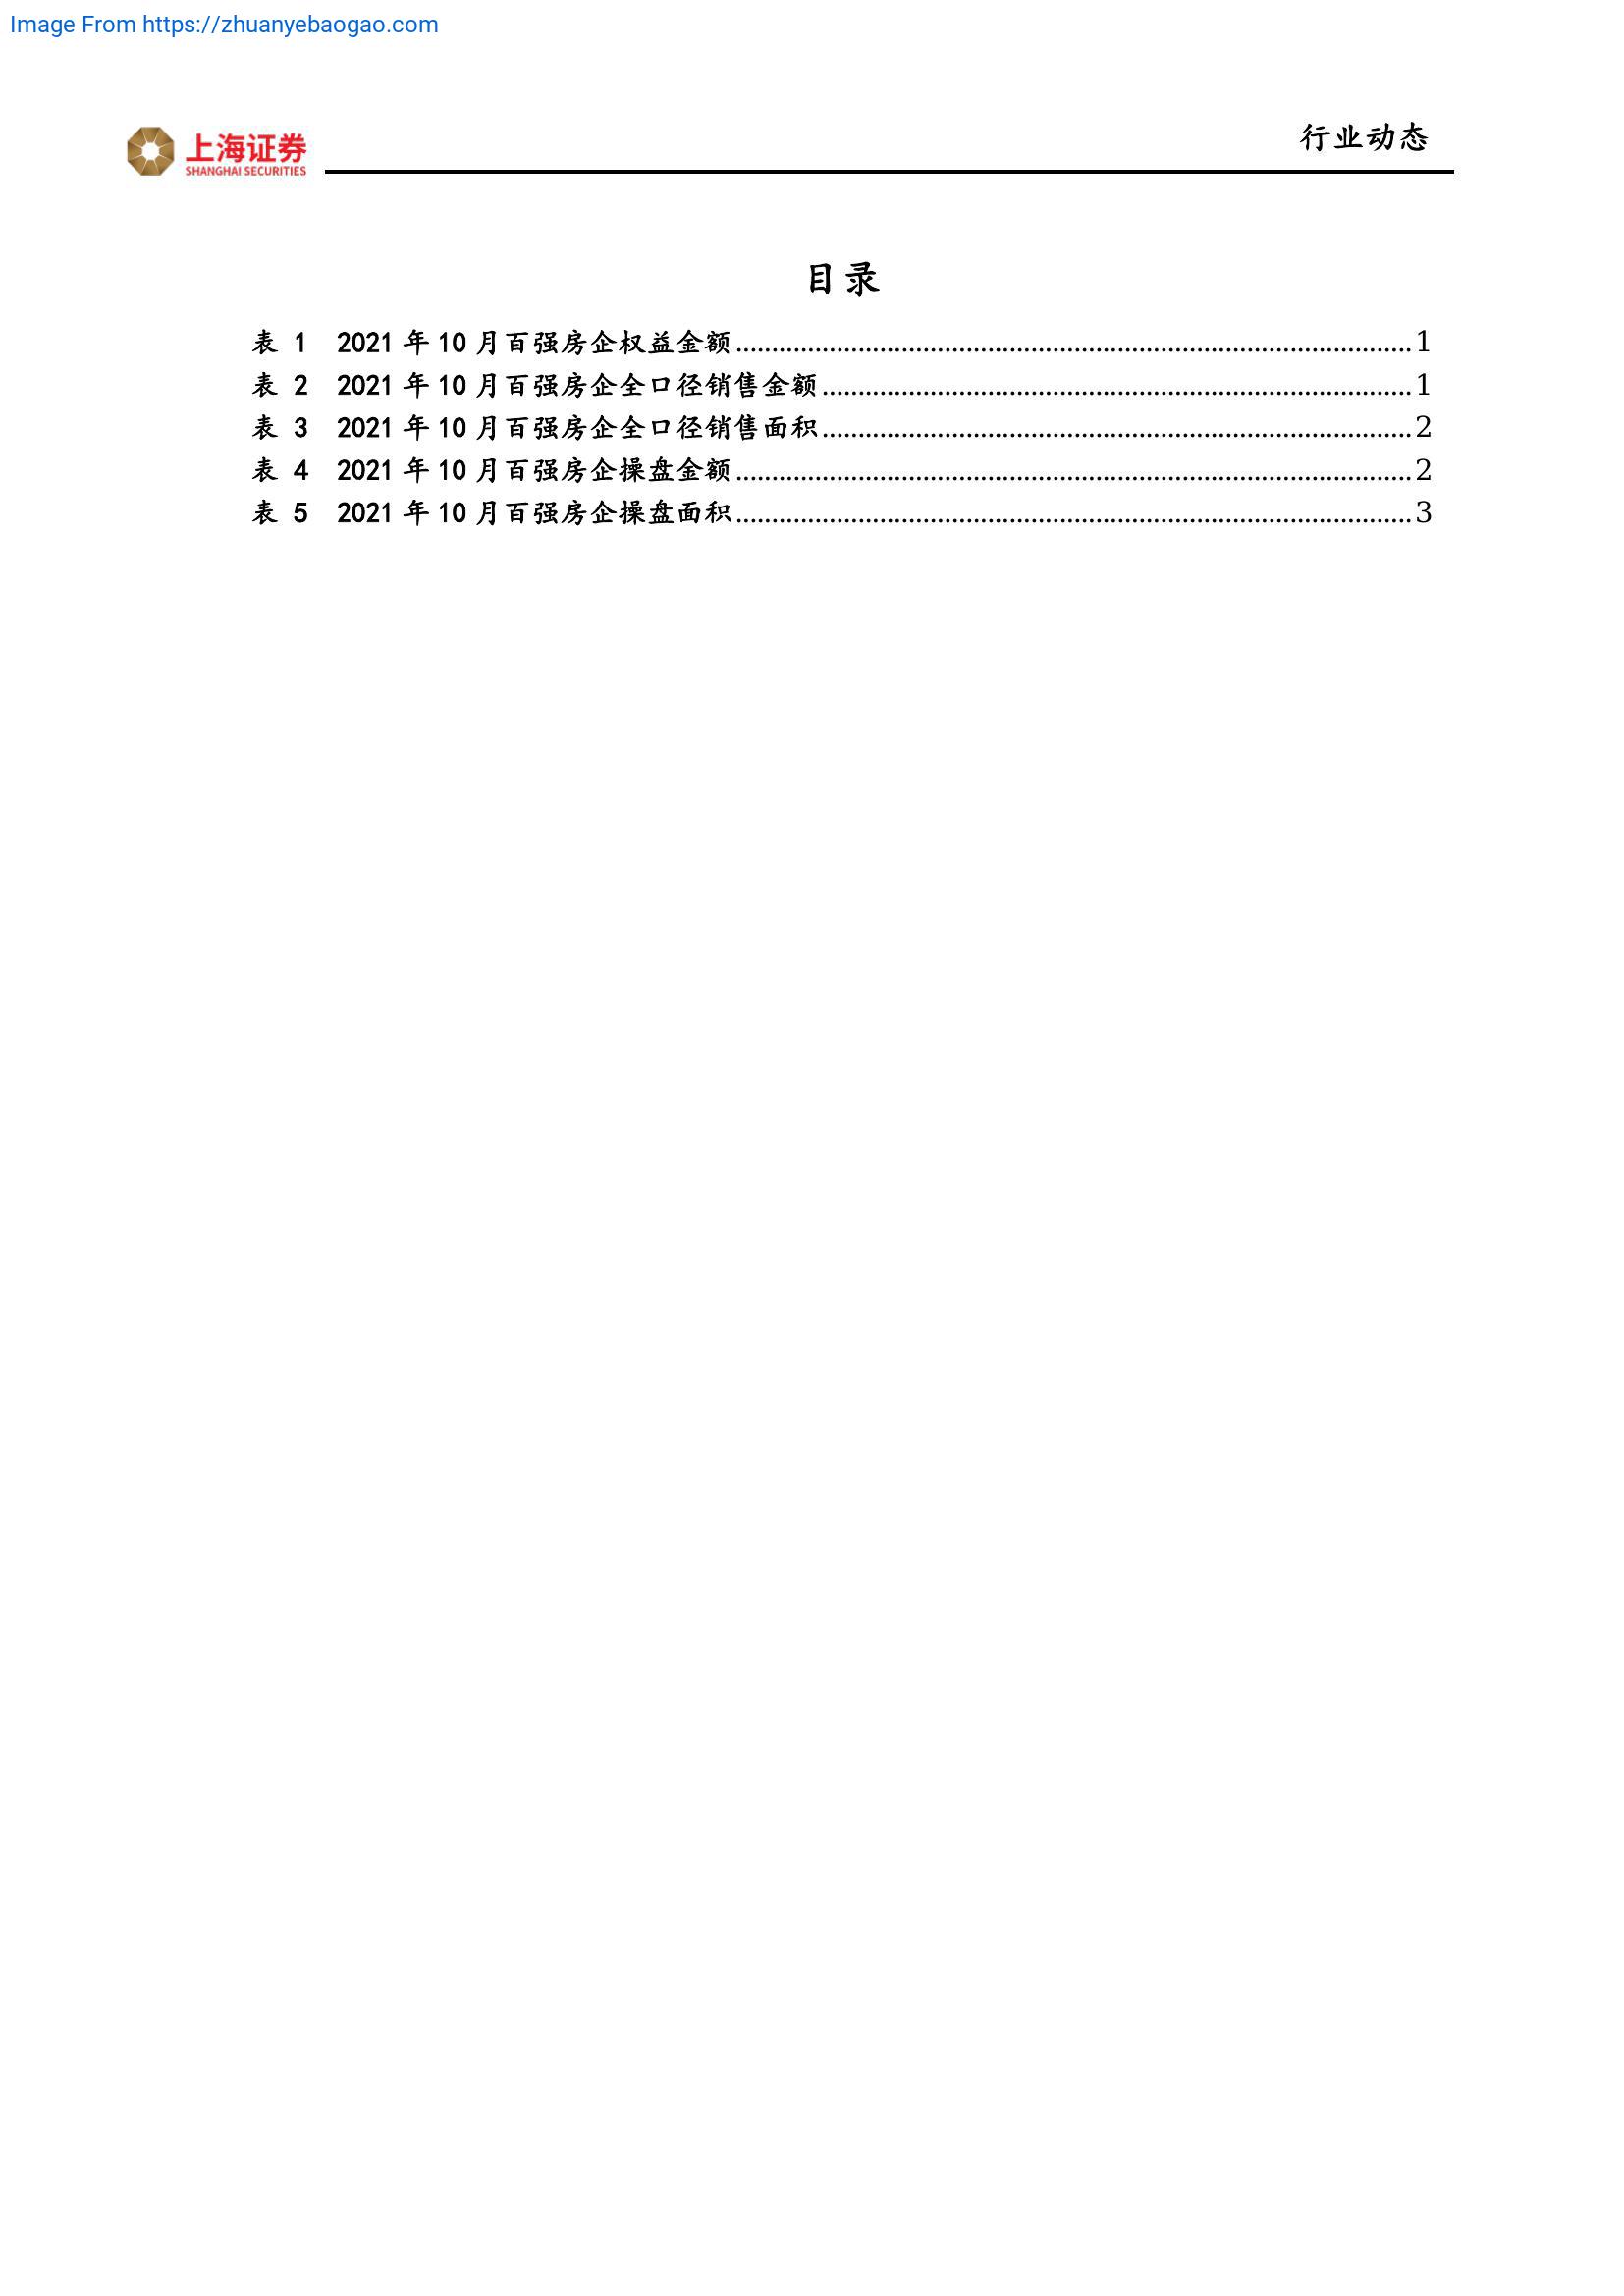 Image From https://zhuanyebaogao.com
行业动态
上海证券
SHANGHAI SECURITIES
目录
表 1 2021 年 10 月百强房企权益金额 1
表 2 2021 年 10 月百强房企全口径销售金额 1
表 3 2021 年 10 月百强房企全口径销售面积 2
表 4 2021 年 10 月百强房企操盘金额 2
表 5 2021 年 10 月百强房企操盘面积 3